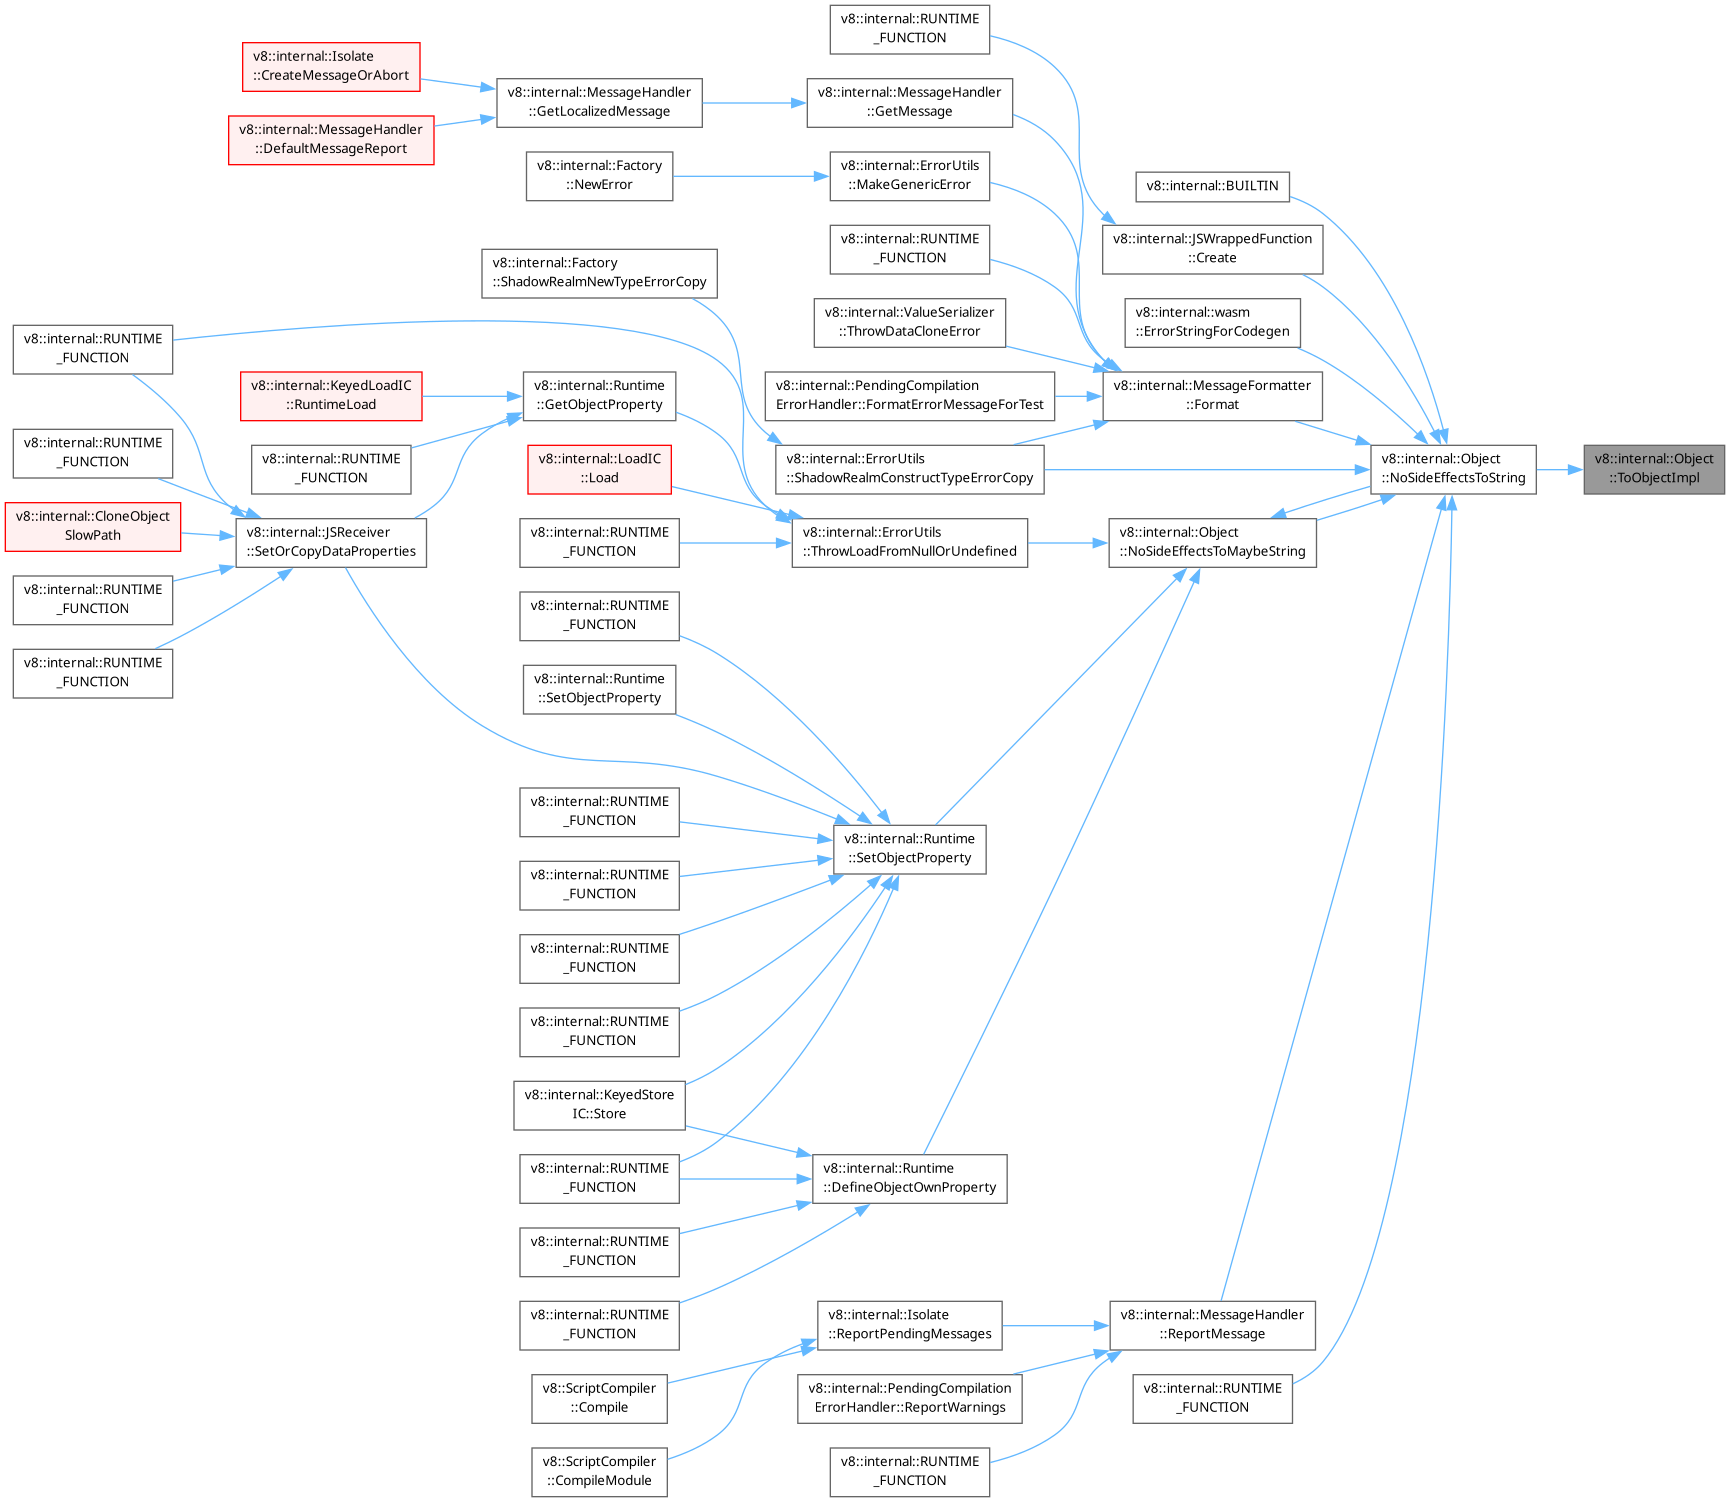 v8::internal::RUNTIME
_FUNCTION
v8::internal::Isolate
::CreateMessageOrAbort
v8::internal::MessageHandler
::GetLocalizedMessage
v8::internal::MessageHandler
::GetMessage
v8::internal::MessageHandler
::DefaultMessageReport
v8::internal::Factory
::NewError
v8::internal::ErrorUtils
::MakeGenericError
v8::internal::BUILTIN
v8::internal::JSWrappedFunction
::Create
v8::internal::RUNTIME
_FUNCTION
v8::internal::Factory
::ShadowRealmNewTypeErrorCopy
v8::internal::ValueSerializer
::ThrowDataCloneError
v8::internal::wasm
::ErrorStringForCodegen
v8::internal::RUNTIME
_FUNCTION
v8::internal::KeyedLoadIC
::RuntimeLoad
v8::internal::Runtime
::GetObjectProperty
v8::internal::PendingCompilation
ErrorHandler::FormatErrorMessageForTest
v8::internal::MessageFormatter
::Format
v8::internal::RUNTIME
_FUNCTION
v8::internal::RUNTIME
_FUNCTION
v8::internal::LoadIC
::Load
v8::internal::ErrorUtils
::ShadowRealmConstructTypeErrorCopy
v8::internal::Object
::NoSideEffectsToString
v8::internal::Object
::ToObjectImpl
v8::internal::CloneObject
SlowPath
v8::internal::JSReceiver
::SetOrCopyDataProperties
v8::internal::RUNTIME
_FUNCTION
v8::internal::ErrorUtils
::ThrowLoadFromNullOrUndefined
v8::internal::Object
::NoSideEffectsToMaybeString
v8::internal::RUNTIME
_FUNCTION
v8::internal::RUNTIME
_FUNCTION
v8::internal::RUNTIME
_FUNCTION
v8::internal::Runtime
::SetObjectProperty
v8::internal::RUNTIME
_FUNCTION
v8::internal::Runtime
::SetObjectProperty
v8::internal::RUNTIME
_FUNCTION
v8::internal::RUNTIME
_FUNCTION
v8::internal::RUNTIME
_FUNCTION
v8::internal::KeyedStore
IC::Store
v8::internal::RUNTIME
_FUNCTION
v8::internal::Runtime
::DefineObjectOwnProperty
v8::internal::RUNTIME
_FUNCTION
v8::internal::RUNTIME
_FUNCTION
v8::internal::Isolate
::ReportPendingMessages
v8::internal::MessageHandler
::ReportMessage
v8::ScriptCompiler
::Compile
v8::internal::PendingCompilation
ErrorHandler::ReportWarnings
v8::internal::RUNTIME
_FUNCTION
v8::ScriptCompiler
::CompileModule
v8::internal::RUNTIME
_FUNCTION